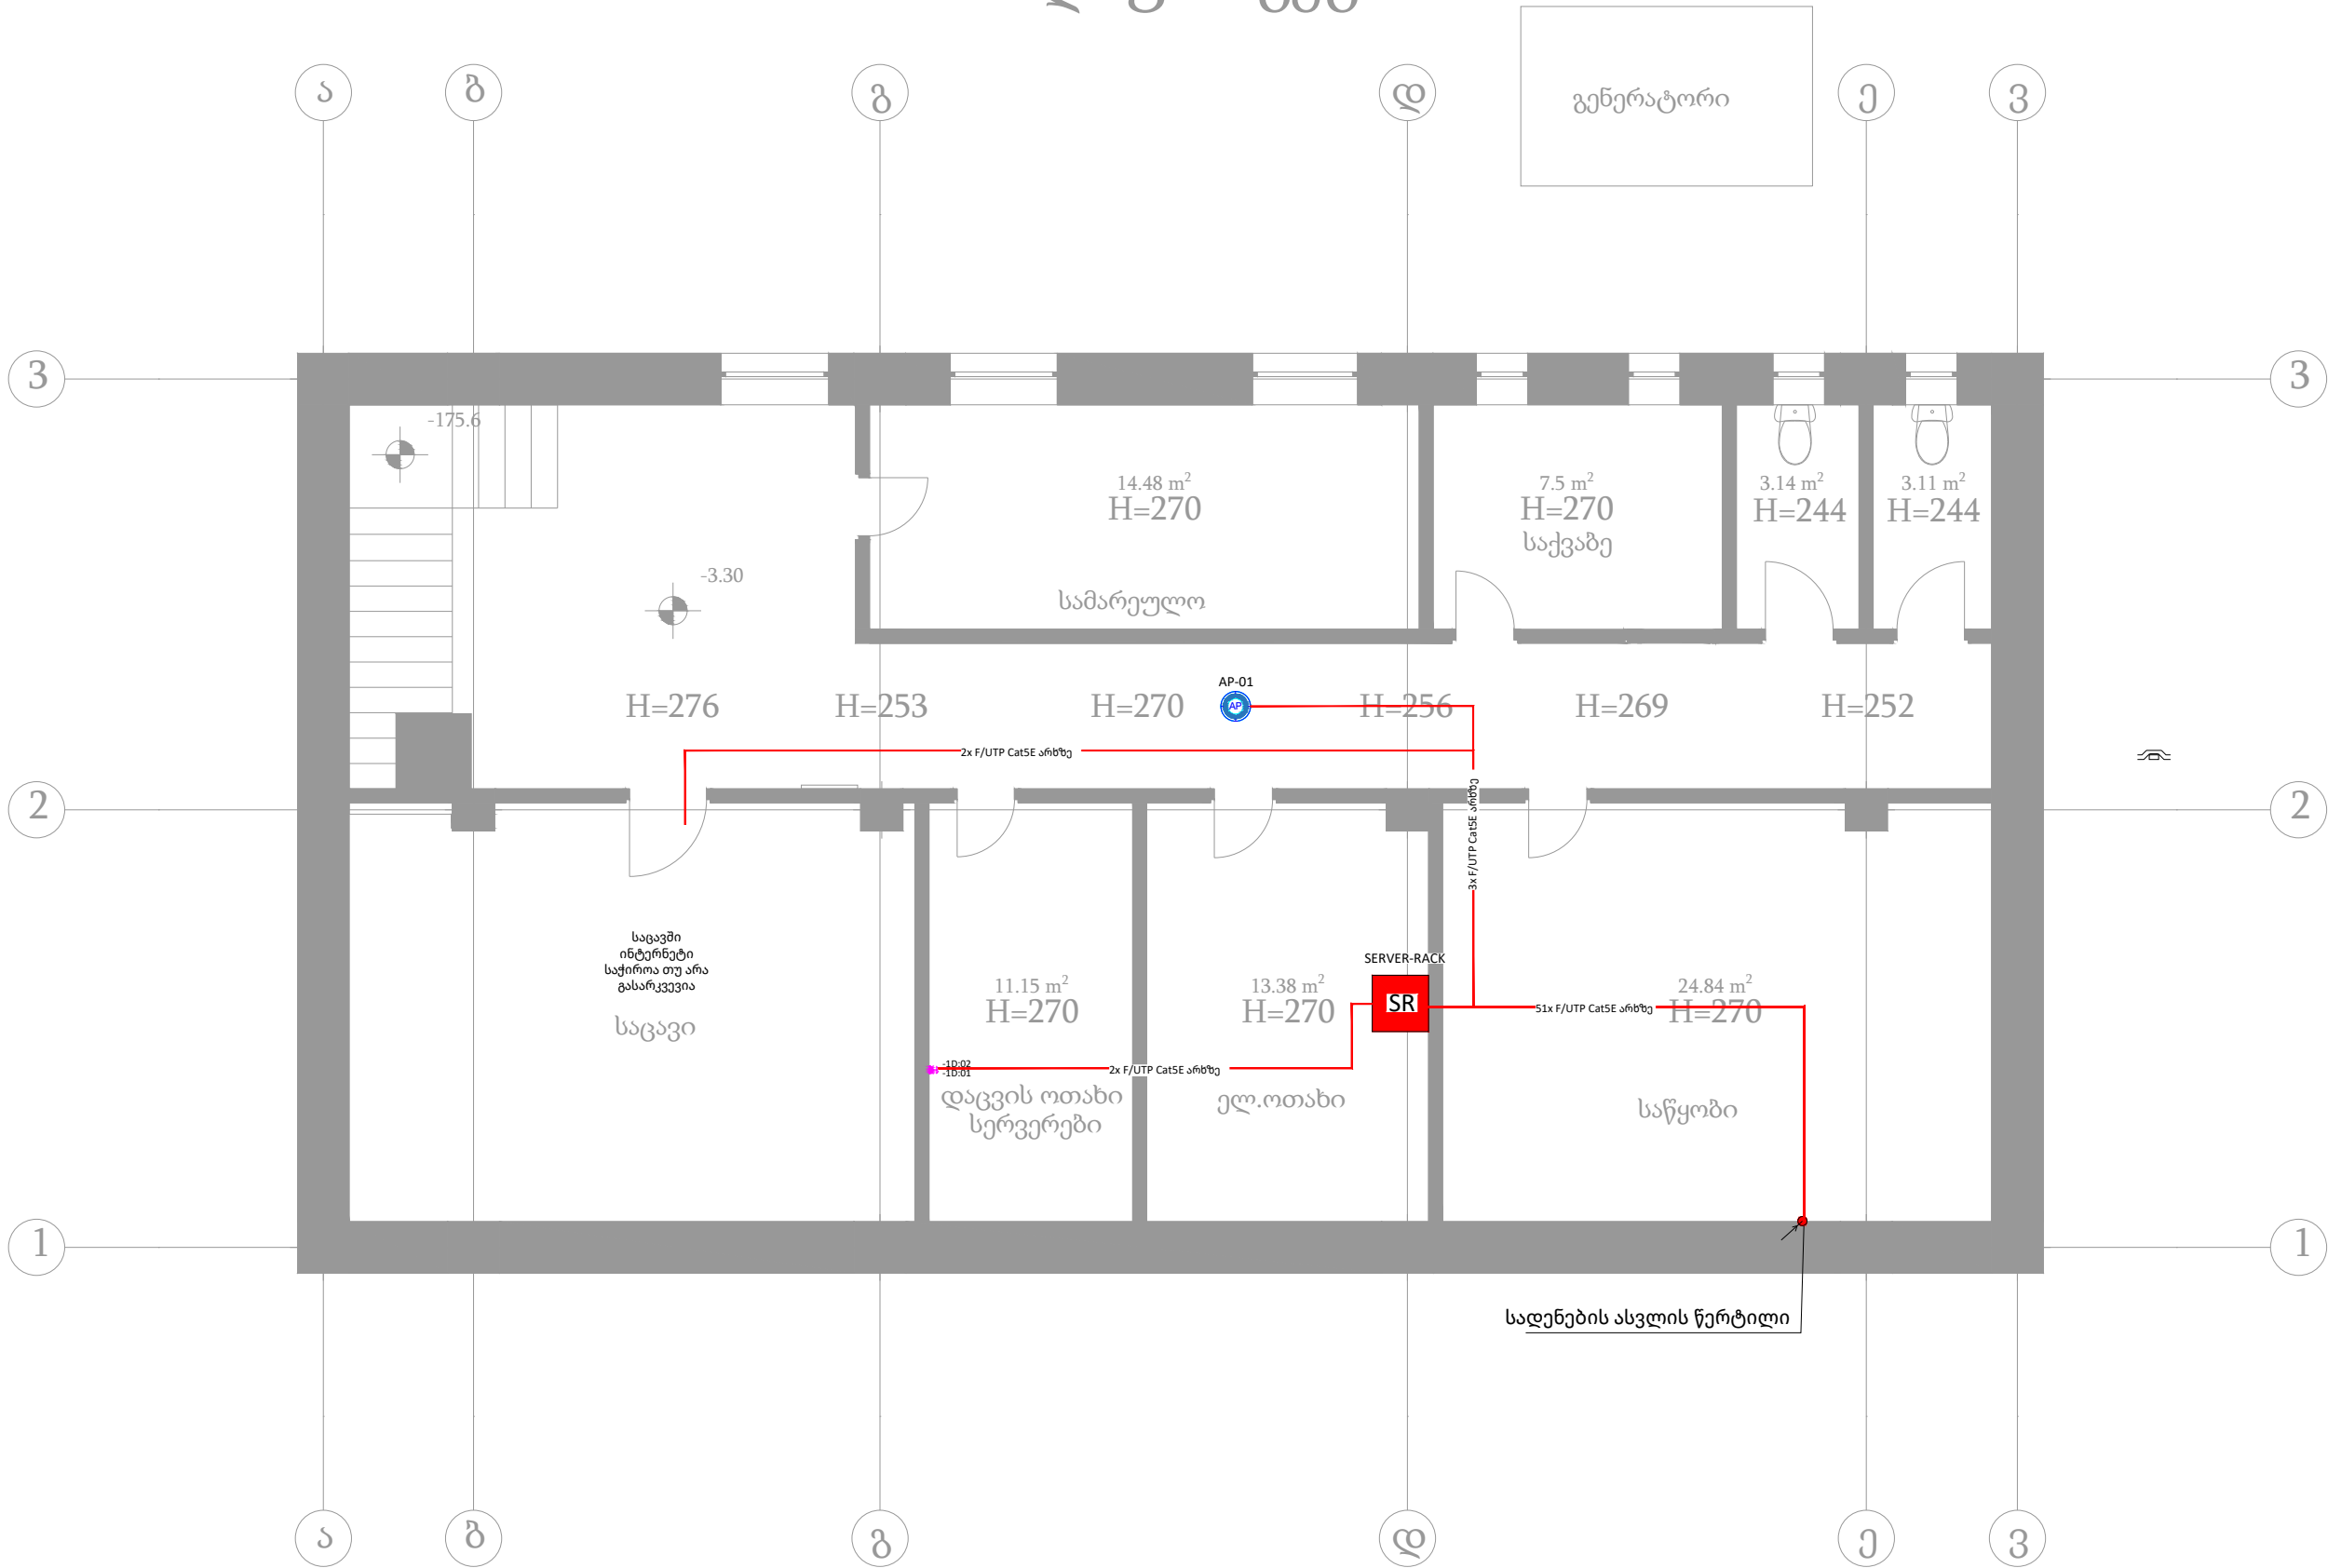 გენერატორი
ა
ბ
გ
დ
ე
ვ
3
3
-175.6
14.48 m²
H=270
სამარეულო
7.5 m²
H=270
საქვაბე
3.14 m²
H=244
3.11 m²
H=244
-3.30
AP-01
AP
H=276
H=253
H=270
H=256
H=269
H=252
2x F/UTP Cat5E არხზე
3x F/UTP Cat5E არხზე
2
2
საცავში
ინტერნეტი
საჭიროა თუ არა
გასარკვევია
საცავი
11.15 m²
H=270
-1D:02
-1D:01
დაცვის ოთახი
სერვერები
2x F/UTP Cat5E არხზე
13.38 m²
H=270
ელ.ოთახი
SERVER-RACK
SR
51x F/UTP Cat5E არხზე
24.84 m²
H=270
საწყობი
1
1
სადენების ასვლის წერტილი
ა
ბ
გ
დ
ე
ვ